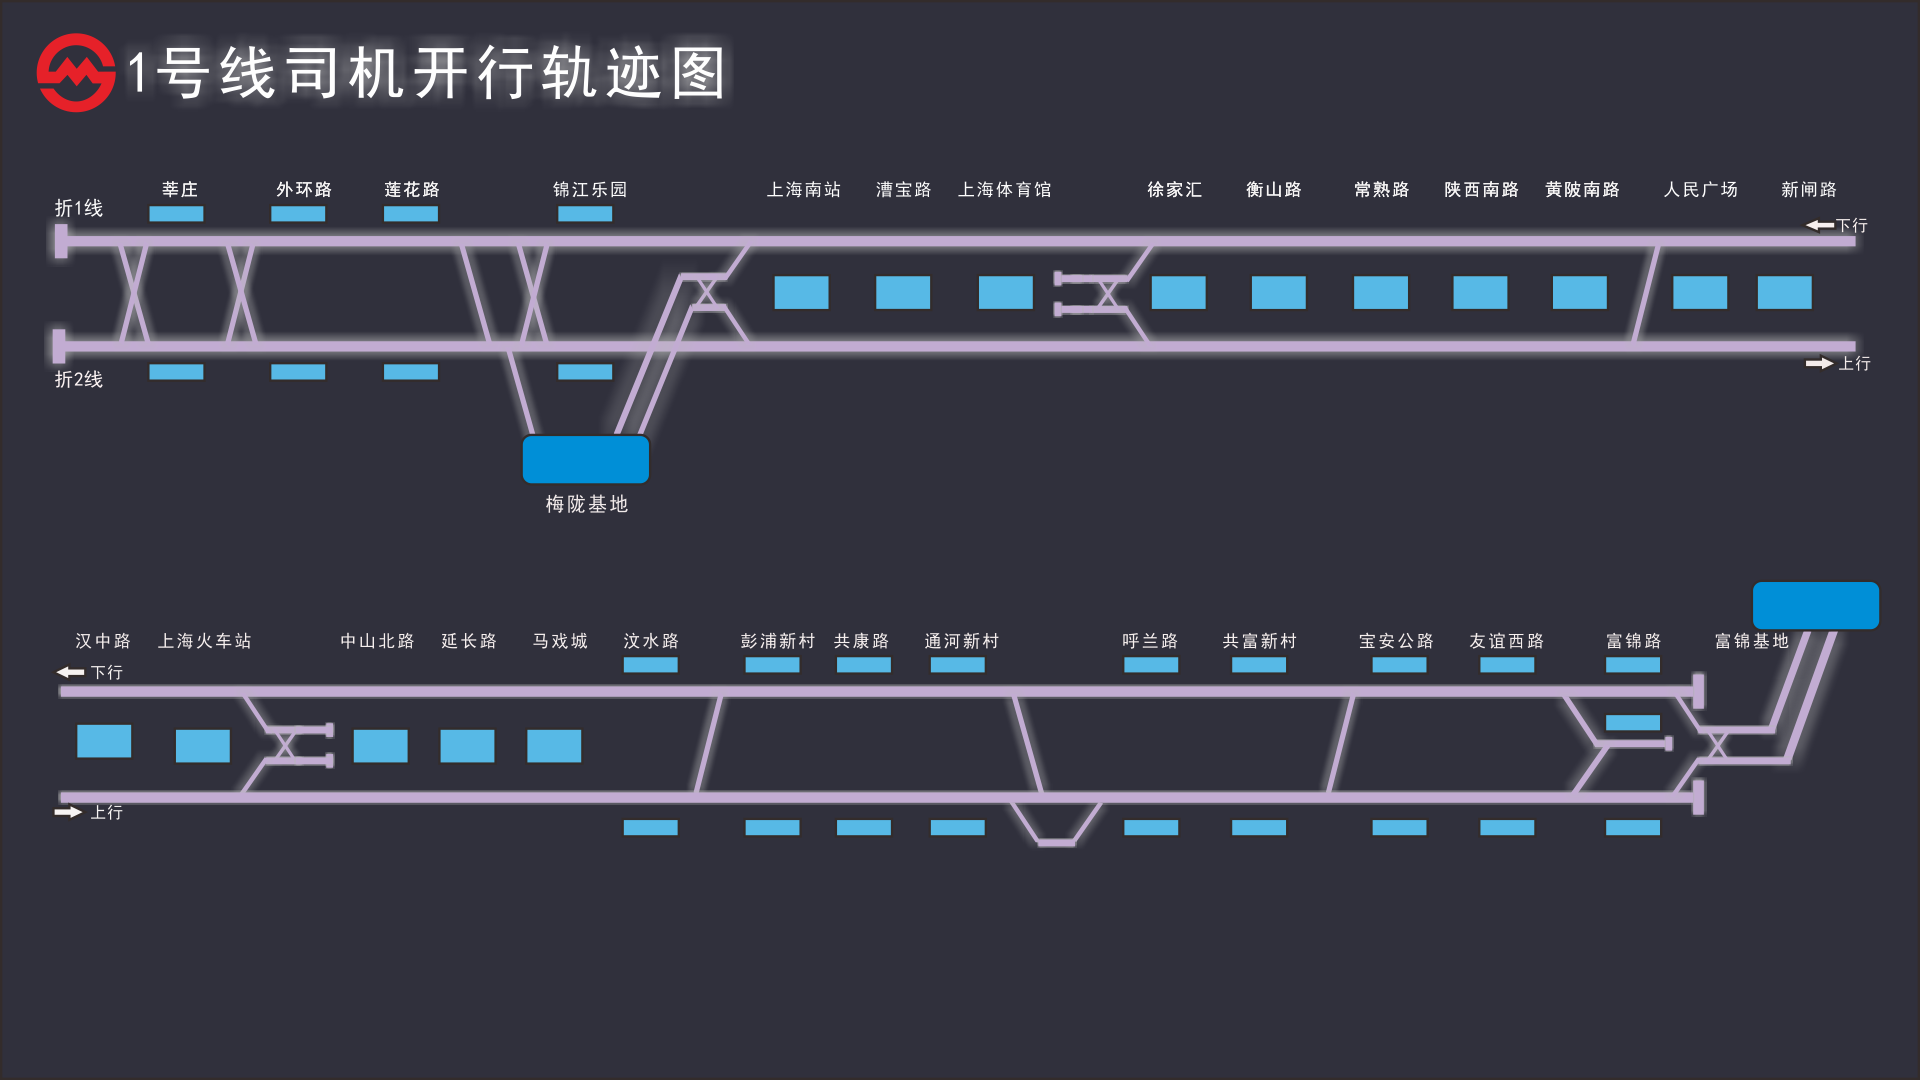 1号线司机开行轨迹图
莘庄 外环路 莲花路 锦江乐园 上海南站 漕宝路 上海体育馆 徐家汇 衡山路 常熟路 陕西南路 黄陂南路 人民广场 新闸路
折1线
下行
折2线
上行
梅陇基地
汉中路 上海火车站 中山北路 延长路 马戏城 汶水路 彭浦新村 共康路 通河新村 呼兰路 共富新村 宝安公路 友谊西路 富锦路 富锦基地
下行
上行